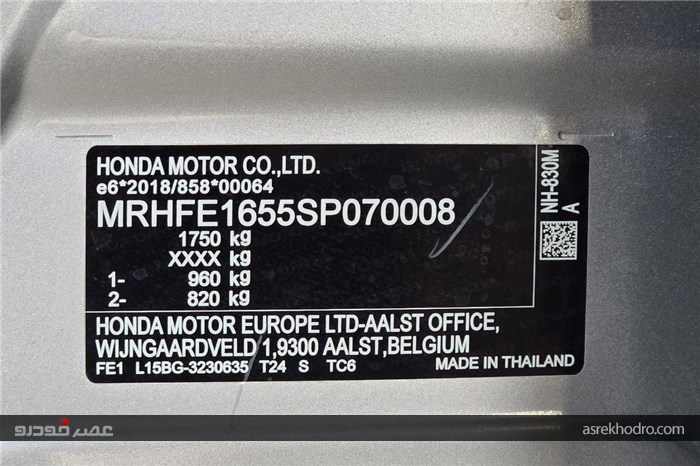 HONDA MOTOR CO.,LTD.
e6*2018/858*00064
MRHFE1655SP070008
1750 kg
XXXX kg
1- 960 kg
2- 820 kg
NH-830M
A
HONDA MOTOR EUROPE LTD-AALST OFFICE,
WIJNGAARDVELD 1,9300 AALST,BELGIUM
FE1 L15BG-3230635 T24 S TC6 MADE IN THAILAND
عصر خودرو
asrekhodro.com